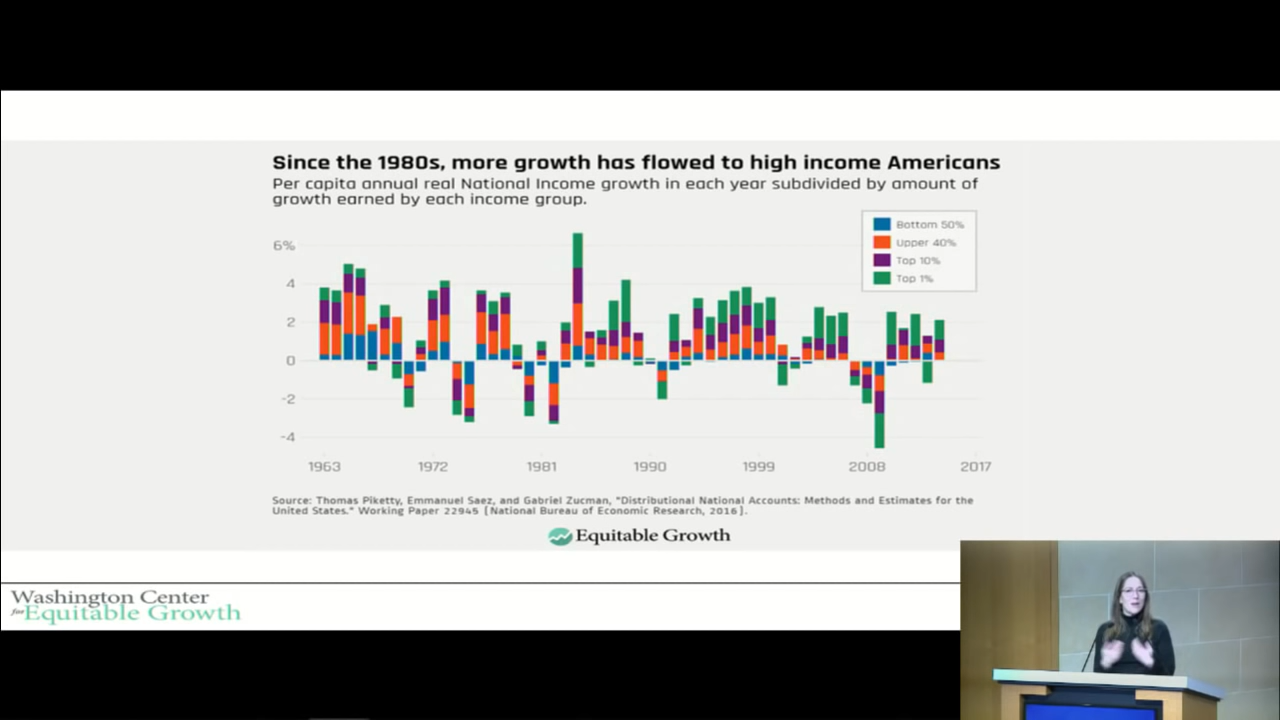 Since the 1980s, more growth has flowed to high income Americans
Per capita annual real National Income growth in each year subdivided by amount of
growth earned by each income group.
Bottom 50%
Upper 40%
Top 10%
Top 1%
6%
4
2
0
-2
-4
1963 1972 1981 1990 1999 2008 2017
Source: Thomas Piketty, Emmanuel Saez, and Gabriel Zucman, "Distributional National Accounts: Methods and Estimates for the
United States." Working Paper 22945 (National Bureau of Economic Research, 2016).
Equitable Growth
Washington Center
for Equitable Growth